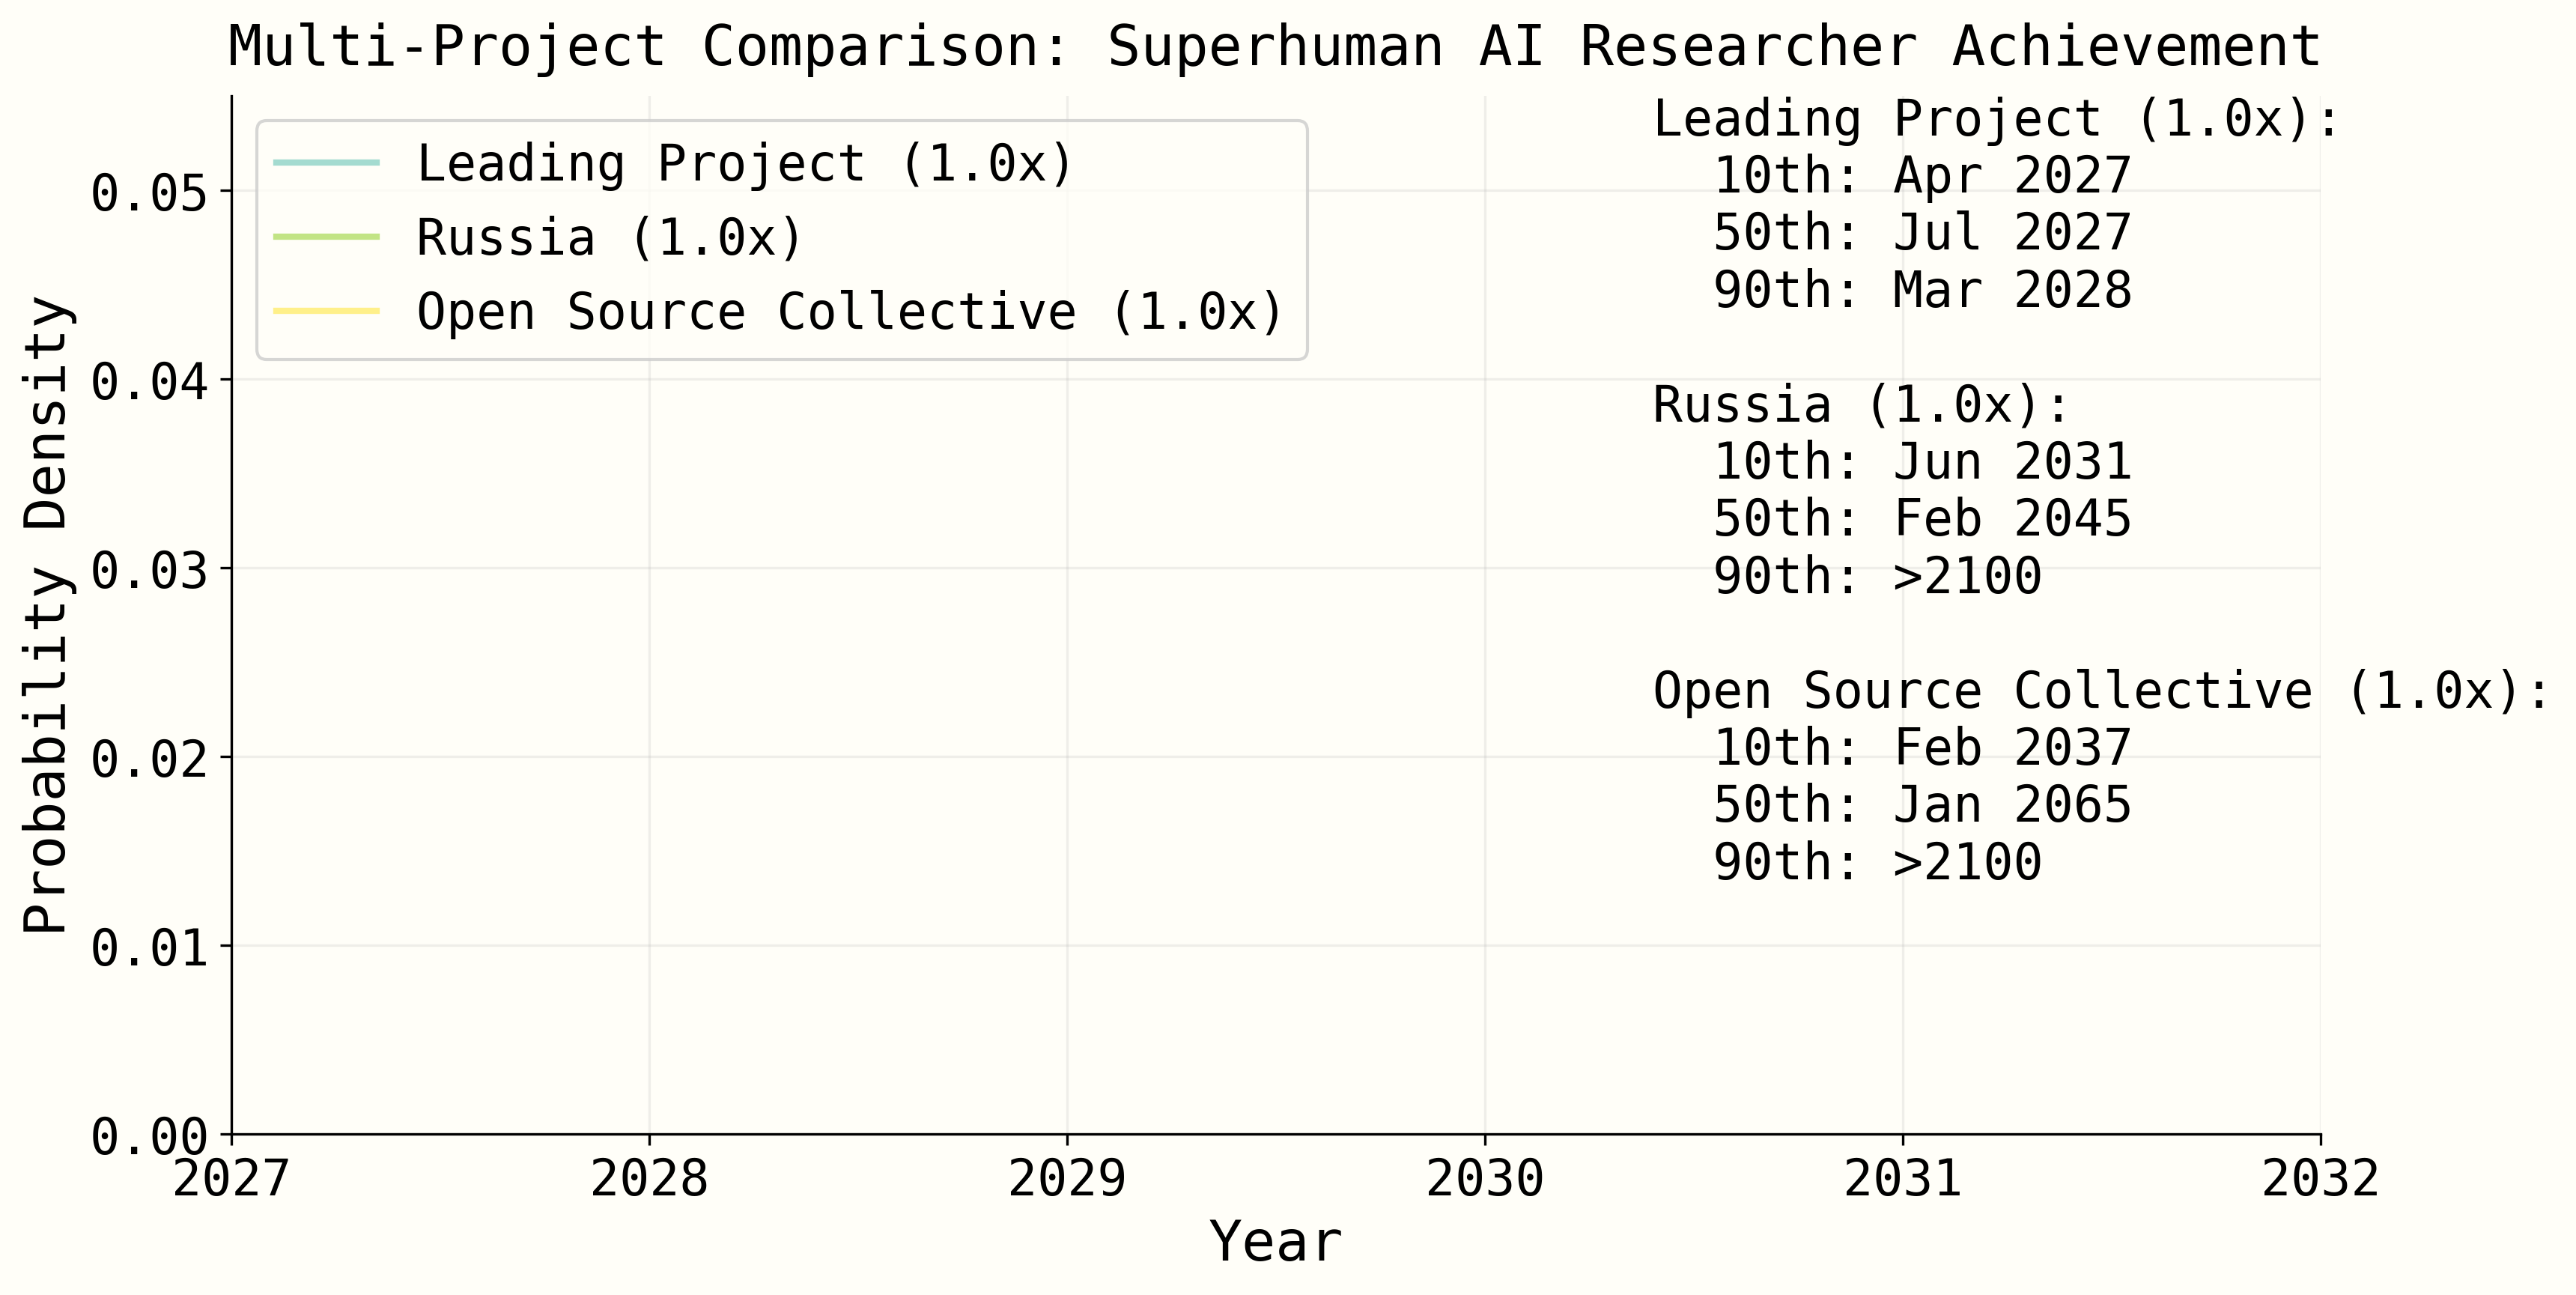 Multi-Project Comparison: Superhuman AI Researcher Achievement
Leading Project (1.0x)
Russia (1.0x)
Open Source Collective (1.0x)
Leading Project (1.0x):
10th: Apr 2027
50th: Jul 2027
90th: Mar 2028
Russia (1.0x):
10th: Jun 2031
50th: Feb 2045
90th: >2100
Open Source Collective (1.0x):
10th: Feb 2037
50th: Jan 2065
90th: >2100
Probability Density
0.05
0.04
0.03
0.02
0.01
0.00
2027 2028 2029 2030 2031 2032
Year